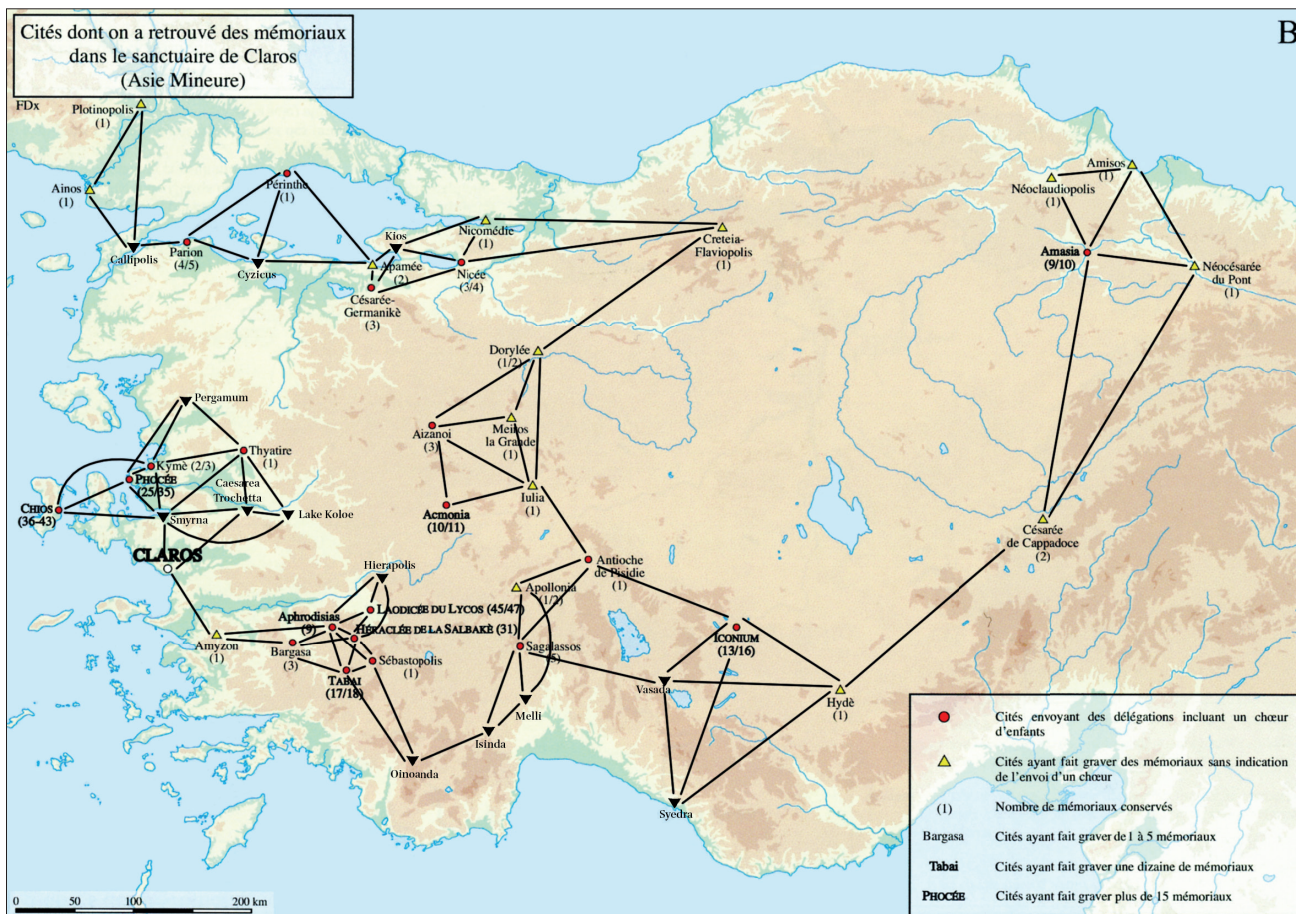 Cités dont on a retrouvé des mémoriaux
dans le sanctuaire de Claros
(Asie Mineure)
B
FDx
Plotinopolis
(1)
Ainos
(1)
Callipolis
Parion
(4/5)
Périnthe
(1)
Cyzicus
Kios
Apamée
(2)
Césarée-
Germanikè
(3)
Nicomédie
(1)
Nicée
(3/4)
Creteia-
Flaviopolis
(1)
Amisos
(1)
Néoclaudiopolis
(1)
Amasia
(9/10)
Néocésarée
du Pont
(1)
Dorylée
(1/2)
Aizanoi
(3)
Meiros
la Grande
(1)
Iulia
(1)
Acmonia
(10/11)
Pergamum
Thyatire
(1)
Kymè (2/3)
PHOCÉE
(25/35)
Caesarea
Trochetta
CHIOS
(36-43)
Smyrna
Lake Koloe
CLAROS
Césarée
de Cappadoce
(2)
Hierapolis
Antioche
de Pisidie
(1)
Apollonia
(1/2)
LAODICÉE DU LYCOS (45/47)
Aphrodisias
(9)
HÉRACLÉE DE LA SALBAKÈ (31)
Amyzon
(1)
Bargasa
(3)
Sébastopolis
(1)
TABAI
(17/18)
Sagalassos
(5)
ICONIUM
(13/16)
Vasada
Hydè
(1)
Melli
Isinda
Oinoanda
Syedra
Cités envoyant des délégations incluant un chœur
d'enfants
Cités ayant fait graver des mémoriaux sans indication
de l'envoi d'un chœur
(1) Nombre de mémoriaux conservés
Bargasa Cités ayant fait graver de 1 à 5 mémoriaux
Tabai Cités ayant fait graver une dizaine de mémoriaux
PHOCÉE Cités ayant fait graver plus de 15 mémoriaux
0 50 100 200 km